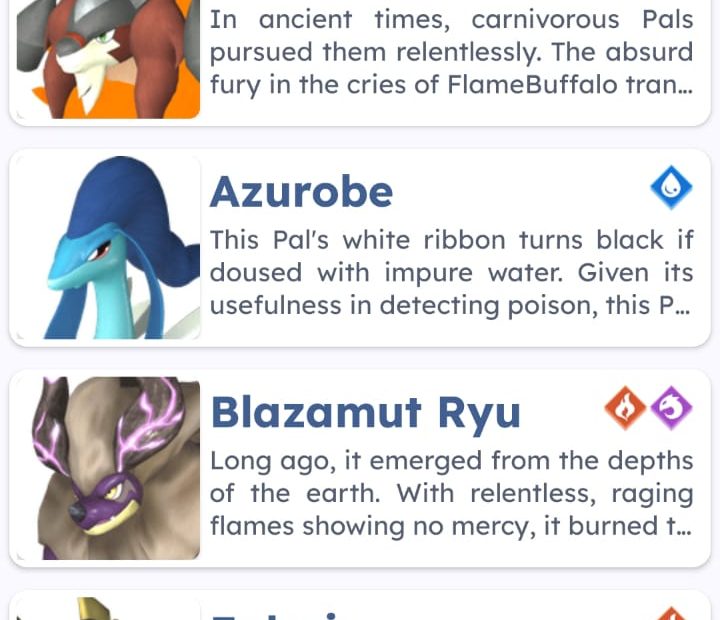 In ancient times, carnivorous Pals
pursued them relentlessly. The absurd
fury in the cries of FlameBuffalo tran...
Azurobe
This Pal's white ribbon turns black if
doused with impure water. Given its
usefulness in detecting poison, this P...
Blazamut Ryu
Long ago, it emerged from the depths
of the earth. With relentless, raging
flames showing no mercy, it burned t...